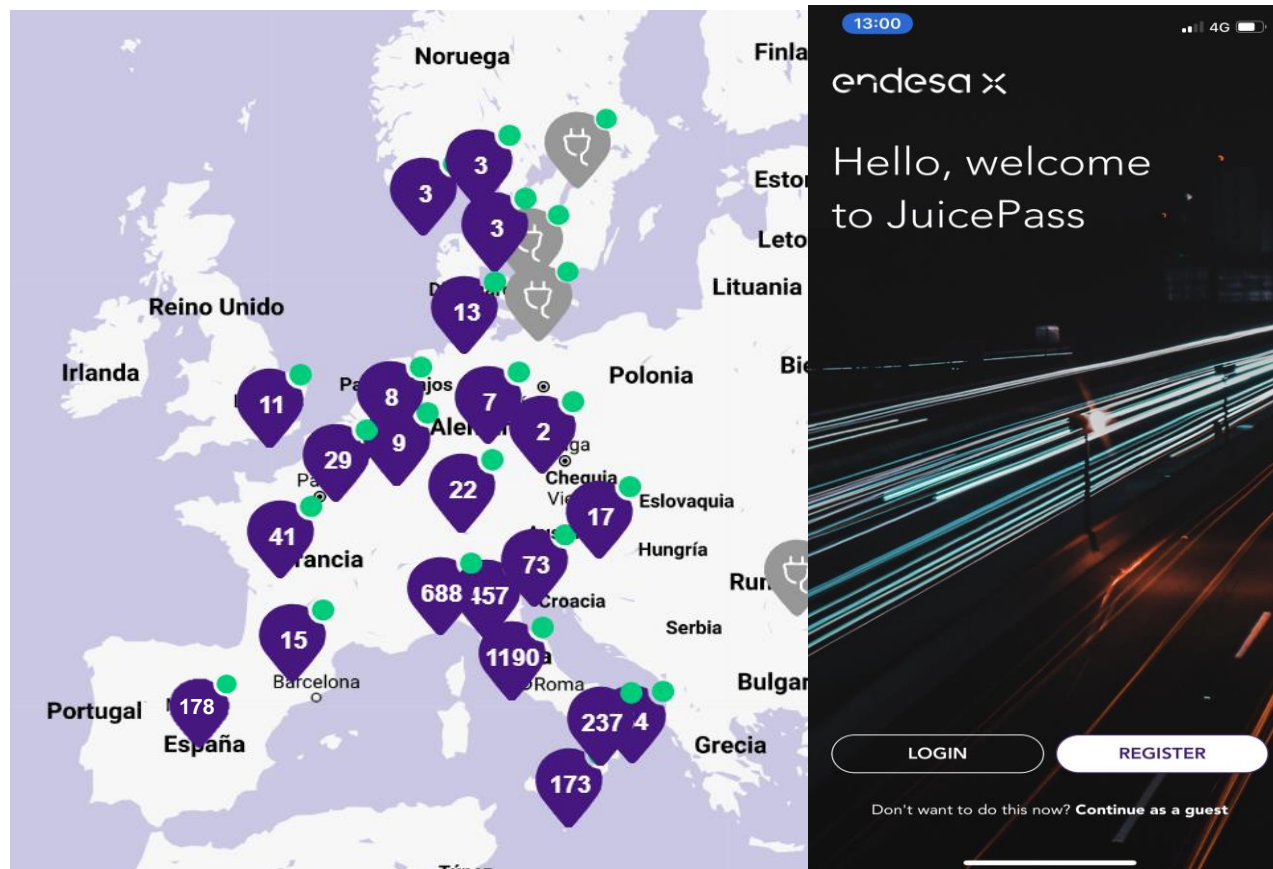 Noruega
Finla
3
3
Esto
3
Leto
13
Lituania
Reino Unido
Irlanda
8
7
Polonia
Bie
11
2
29
9
22
Chequia
Eslovaquia
17
41
Hungría
73
688
457
Croacia
15
Serbia
1190
Roma
Barcelona
178
Portugal
España
237
4
Bulgar
Grecia
173
13:00
4G
endesa x
Hello, welcome
to JuicePass
LOGIN
REGISTER
Don't want to do this now? Continue as a guest